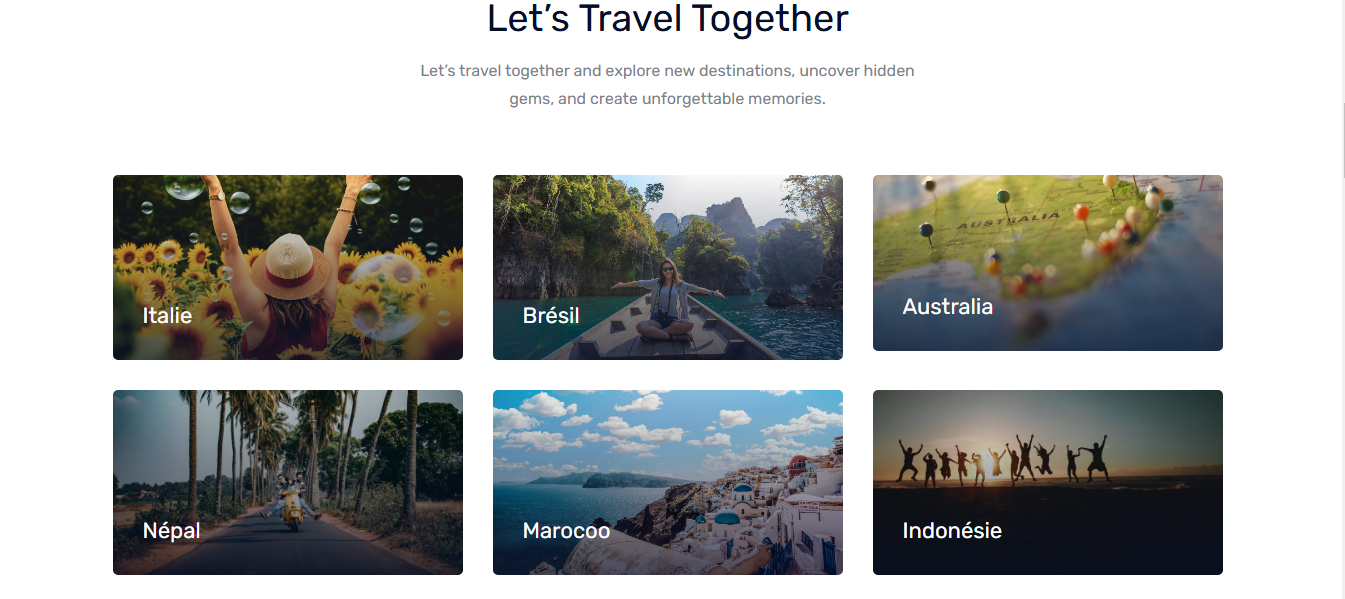 Let’s Travel Together
Let’s travel together and explore new destinations, uncover hidden
gems, and create unforgettable memories.
AUSTRALIA
Italie
Brésil
Australia
Népal
Marocoo
Indonésie